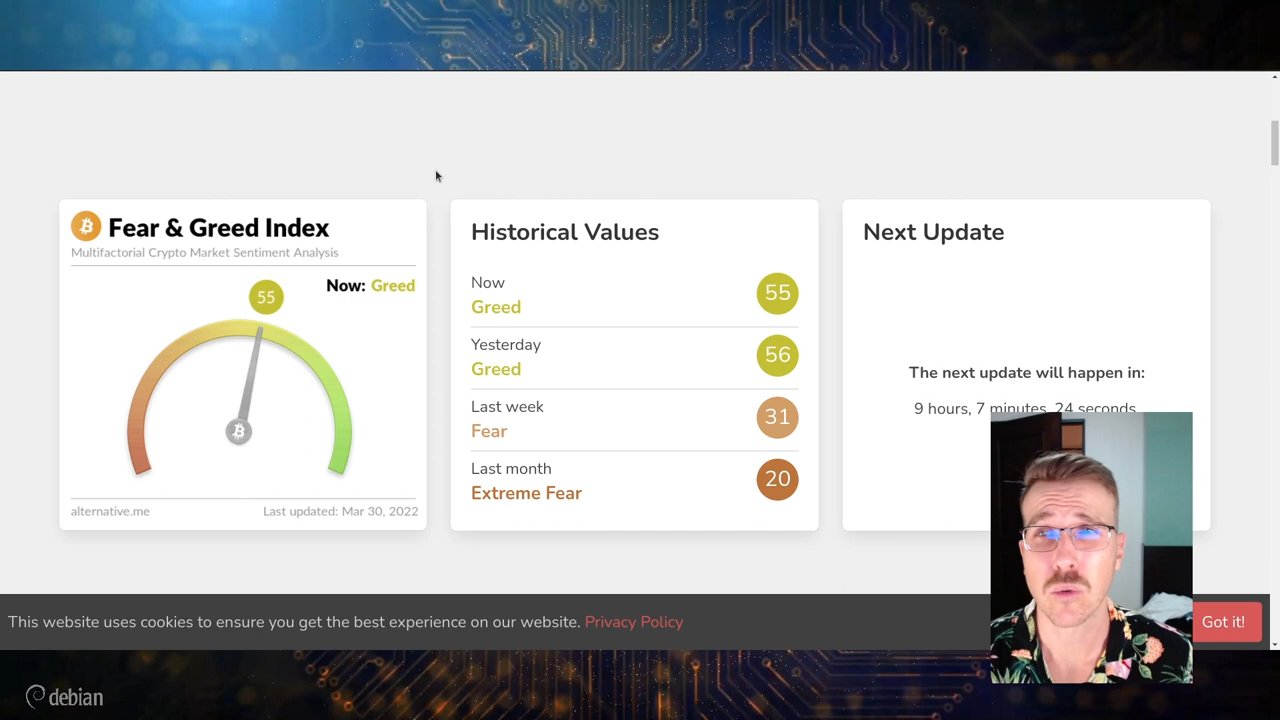 Fear & Greed Index
Multifactorial Crypto Market Sentiment Analysis
Now: Greed
55
alternative.me
Last updated: Mar 30, 2022
Historical Values
Now
Greed
55
Yesterday
Greed
56
Last week
Fear
31
Last month
Extreme Fear
20
Next Update
The next update will happen in:
9 hours, 7 minutes, 24 seconds
This website uses cookies to ensure you get the best experience on our website. Privacy Policy
Got it!
debian